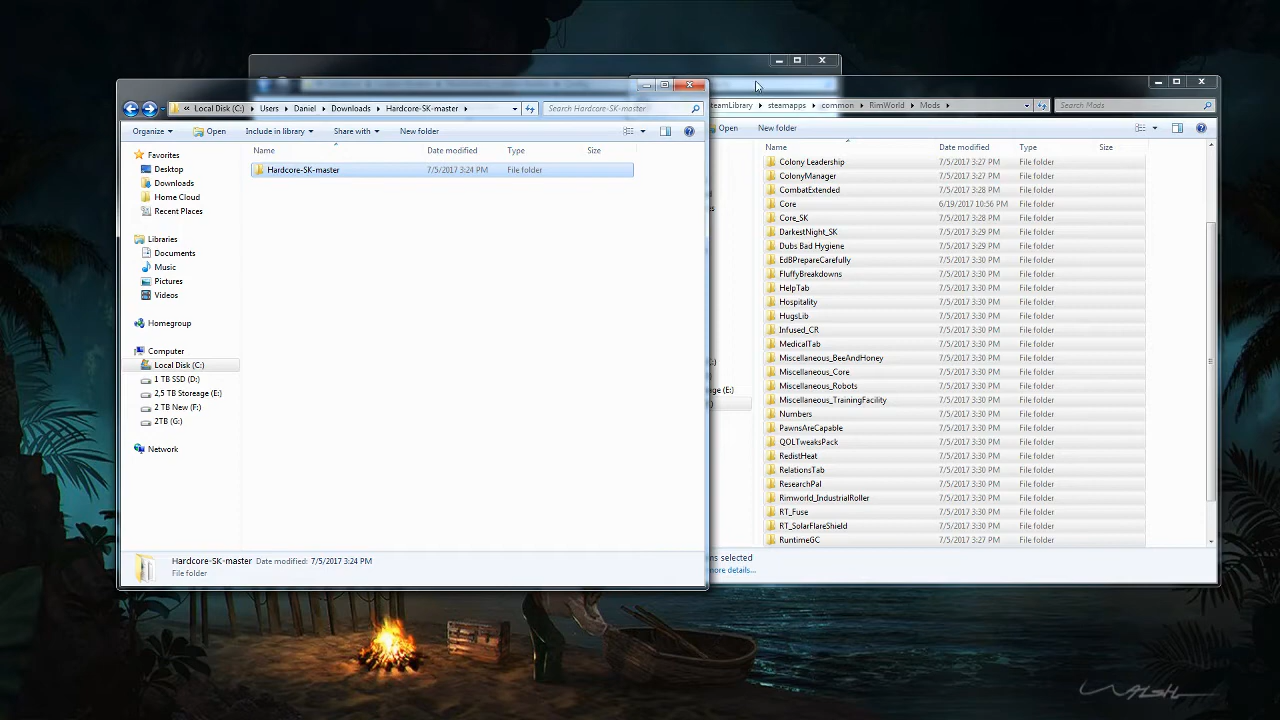 « Local Disk (C:) ▸ Users ▸ Daniel ▸ Downloads ▸ Hardcore-SK-master ▸
Search Hardcore-SK-master
Organize
Open
Include in library
Share with
New folder
Name Date modified Type Size
Hardcore-SK-master 7/5/2017 3:24 PM File folder
Favorites
Desktop
Downloads
Home Cloud
Recent Places
Libraries
Documents
Music
Pictures
Videos
Homegroup
Computer
Local Disk (C:)
1 TB SSD (D:)
2,5 TB Storeage (E:)
2 TB New (F:)
2TB (G:)
Network
Hardcore-SK-master Date modified: 7/5/2017 3:24 PM
File folder
teamLibrary ▸ steamapps ▸ common ▸ RimWorld ▸ Mods ▸
Search Mods
Open
New folder
Name Date modified Type Size
Colony Leadership 7/5/2017 3:27 PM File folder
ColonyManager 7/5/2017 3:27 PM File folder
CombatExtended 7/5/2017 3:28 PM File folder
Core 6/19/2017 10:56 PM File folder
Core_SK 7/5/2017 3:28 PM File folder
DarkestNight_SK 7/5/2017 3:29 PM File folder
Dubs Bad Hygiene 7/5/2017 3:29 PM File folder
EdBPrepareCarefully 7/5/2017 3:30 PM File folder
FluffyBreakdowns 7/5/2017 3:30 PM File folder
HelpTab 7/5/2017 3:30 PM File folder
Hospitality 7/5/2017 3:30 PM File folder
HugsLib 7/5/2017 3:30 PM File folder
Infused_CR 7/5/2017 3:30 PM File folder
MedicalTab 7/5/2017 3:30 PM File folder
Miscellaneous_BeeAndHoney 7/5/2017 3:30 PM File folder
Miscellaneous_Core 7/5/2017 3:30 PM File folder
Miscellaneous_Robots 7/5/2017 3:30 PM File folder
Miscellaneous_TrainingFacility 7/5/2017 3:30 PM File folder
Numbers 7/5/2017 3:30 PM File folder
PawnsAreCapable 7/5/2017 3:30 PM File folder
QOLTweaksPack 7/5/2017 3:30 PM File folder
RedistHeat 7/5/2017 3:30 PM File folder
RelationsTab 7/5/2017 3:30 PM File folder
ResearchPal 7/5/2017 3:30 PM File folder
Rimworld_IndustrialRoller 7/5/2017 3:30 PM File folder
RT_Fuse 7/5/2017 3:30 PM File folder
RT_SolarFlareShield 7/5/2017 3:30 PM File folder
RuntimeGC 7/5/2017 3:27 PM File folder
ge (E:)
ns selected
more details...
WALSH